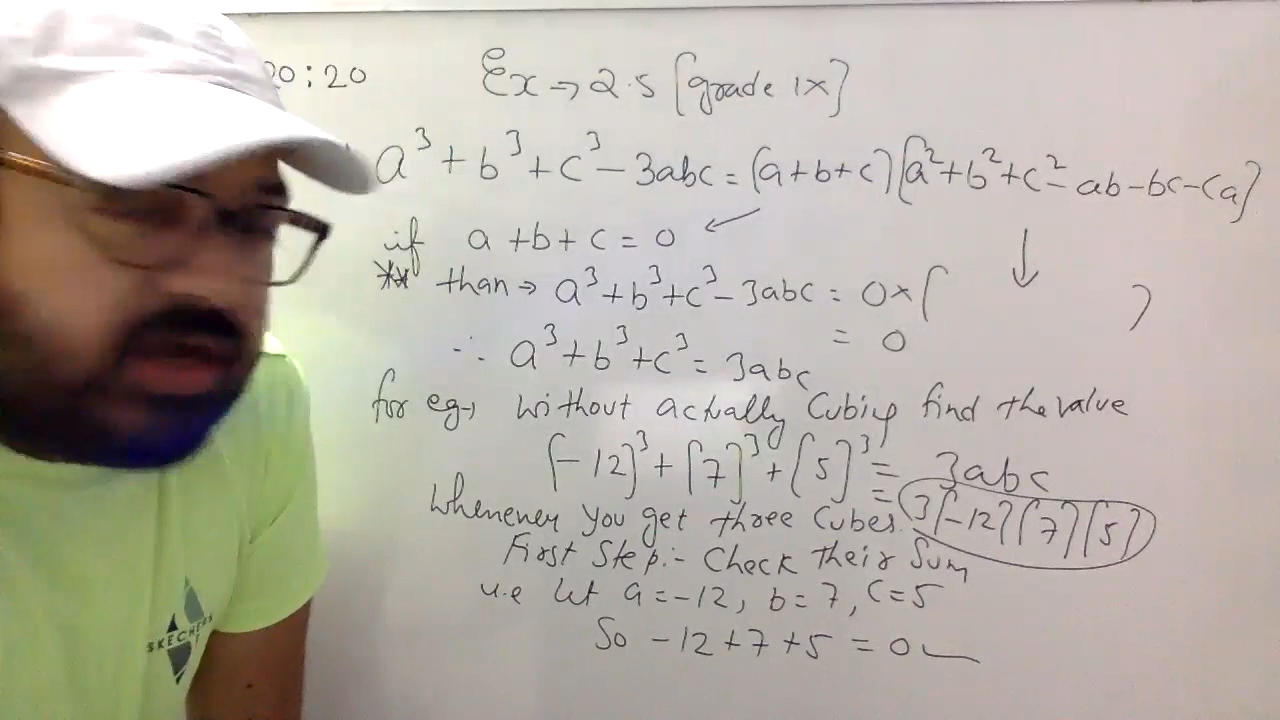 20:20
Ex → 2.5 [grade IX]
a³ + b³ + c³ - 3abc = (a+b+c)(a²+b²+c²-ab-bc-ca)
if a + b + c = 0
** than → a³+b³+c³-3abc = 0×( )
= 0
∴ a³+b³+c³ = 3abc
for eg→ without actually Cubing find the value
(-12)³ + (7)³ + (5)³ = 3abc
= 3(-12)(7)(5)
Whenever you get three Cubes.
First Step:- Check their Sum
i.e let a = -12, b = 7, c = 5
So -12 + 7 + 5 = 0
SKECHERS